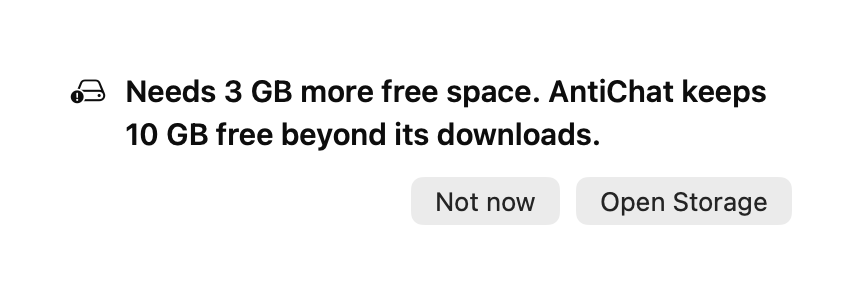 Needs 3 GB more free space. AntiChat keeps
10 GB free beyond its downloads.
Not now
Open Storage